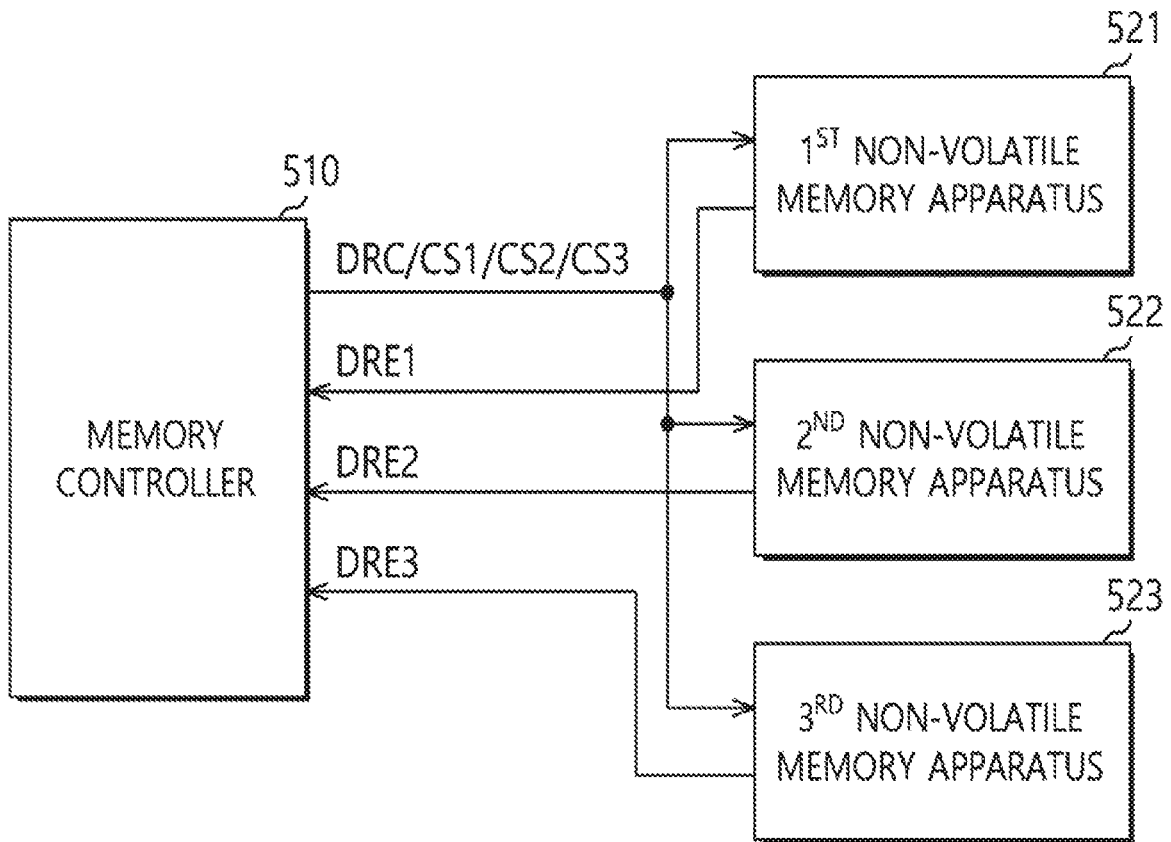 521
1ST NON-VOLATILE
MEMORY APPARATUS
510
DRC/CS1/CS2/CS3
DRE1
522
MEMORY
CONTROLLER
2ND NON-VOLATILE
MEMORY APPARATUS
DRE2
DRE3
523
3RD NON-VOLATILE
MEMORY APPARATUS